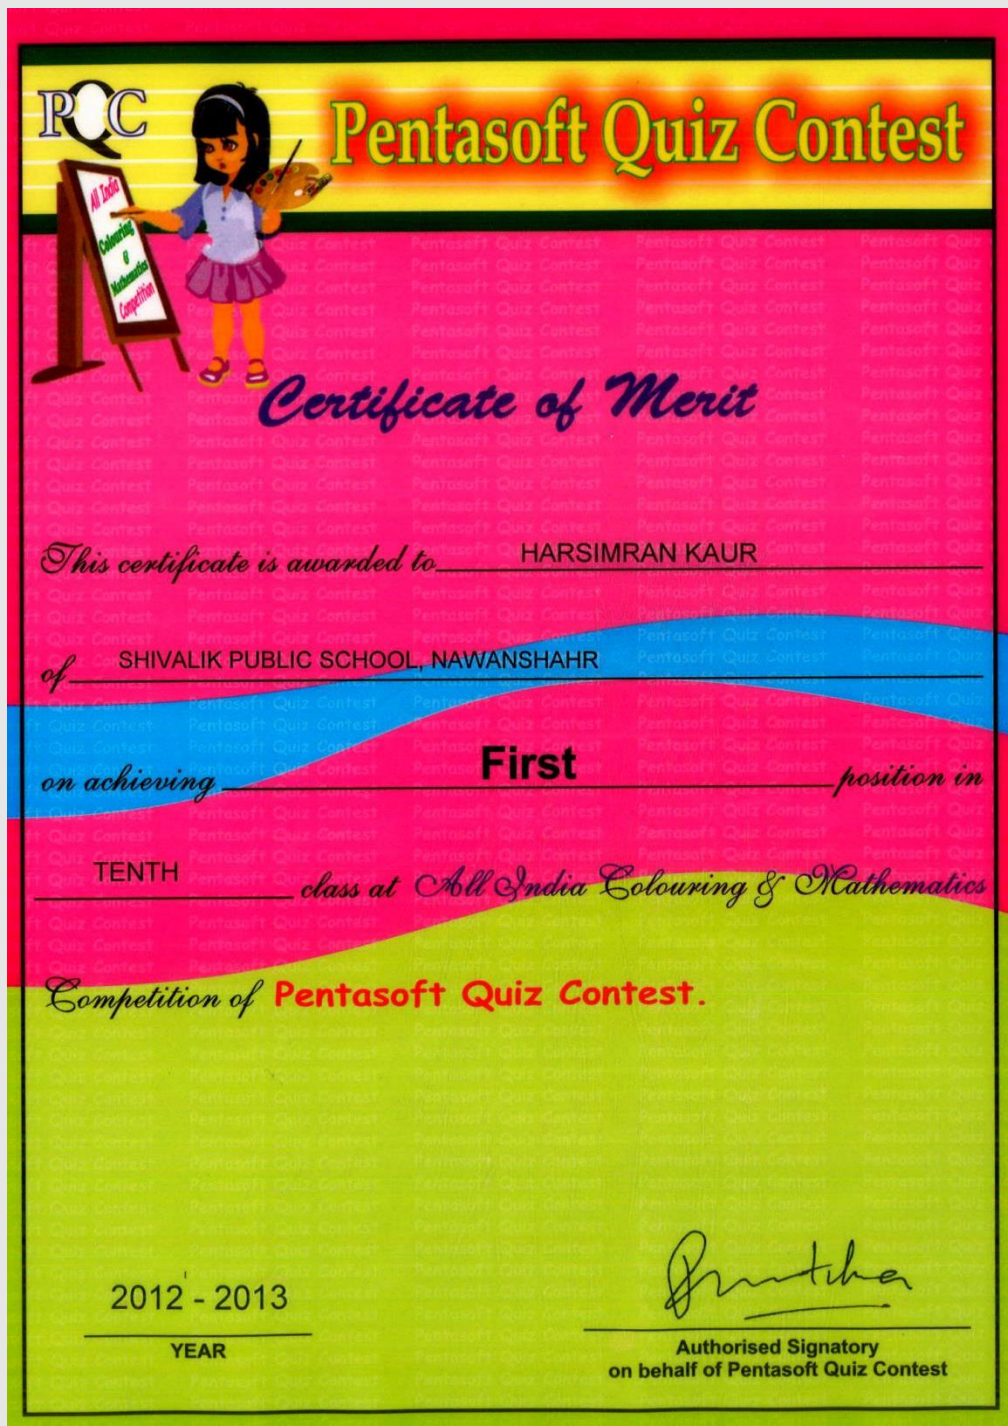 PQC
Pentasoft Quiz Contest
All India
Colouring
&
Mathematics
Competition
Certificate of Merit
This certificate is awarded to HARSIMRAN KAUR
of SHIVALIK PUBLIC SCHOOL, NAWANSHAHR
on achieving First position in
TENTH class at All India Colouring & Mathematics
Competition of Pentasoft Quiz Contest.
2012 - 2013
YEAR
Authorised Signatory
on behalf of Pentasoft Quiz Contest